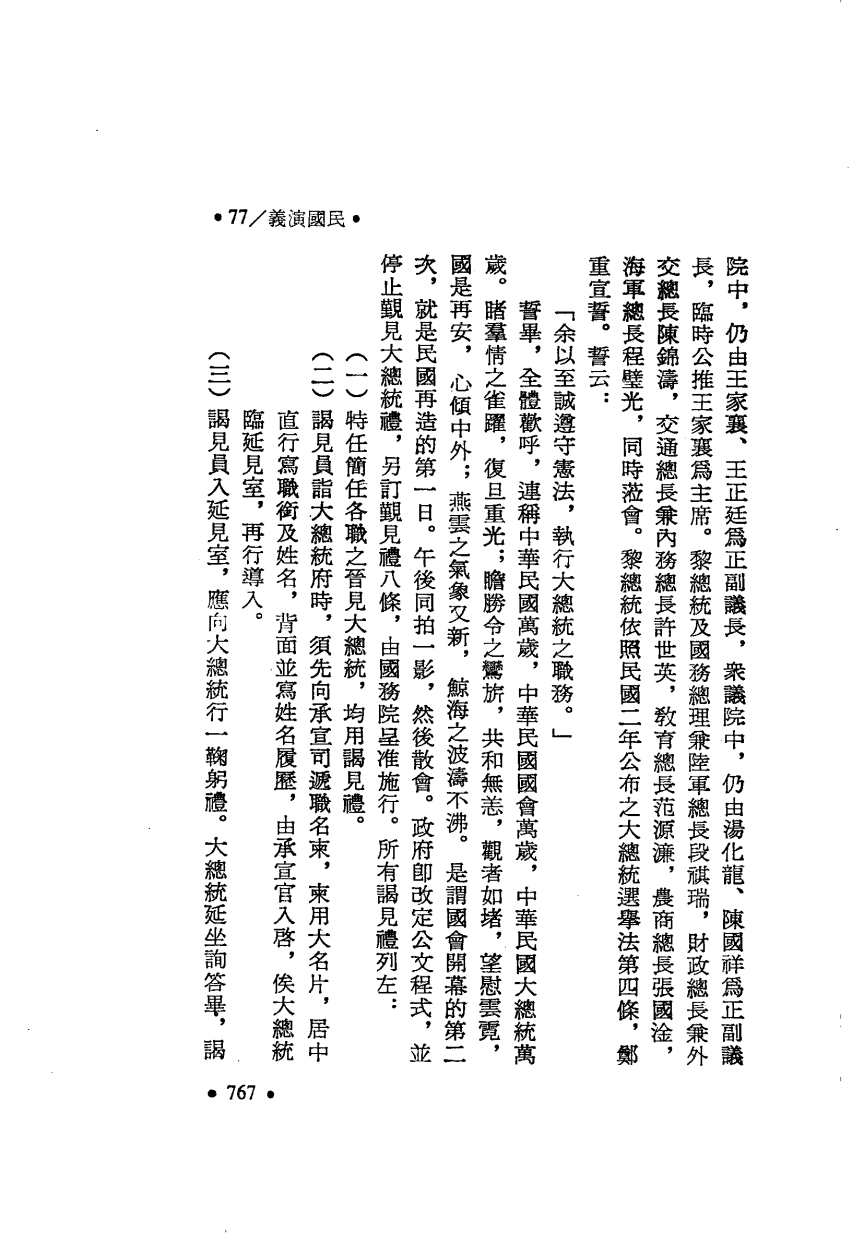 •77／義演國民•
院中，仍由王家襄、王正廷爲正副議長，衆議院中，仍由湯化龍、陳國祥爲正副議
長，臨時公推王家襄爲主席。黎總統及國務總理兼陸軍總長段祺瑞，財政總長兼外
交總長陳錦濤，交通總長兼內務總長許世英，敎育總長范源濂，農商總長張國淦，
海軍總長程璧光，同時蒞會。黎總統依照民國二年公布之大總統選舉法第四條，鄭
重宣誓。誓云：
「余以至誠遵守憲法，執行大總統之職務。」
誓畢，全體歡呼，連稱中華民國萬歲，中華民國國會萬歲，中華民國大總統萬
歲。睹羣情之雀躍，復旦重光；瞻勝令之鸞旂，共和無恙，觀者如堵，望慰雲霓，
國是再安，心傾中外；燕雲之氣象又新，鯨海之波濤不沸。是謂國會開幕的第二
次，就是民國再造的第一日。午後同拍一影，然後散會。政府卽改定公文程式，並
停止覲見大總統禮，另訂覲見禮八條，由國務院呈准施行。所有謁見禮列左：
（一）特任簡任各職之晉見大總統，均用謁見禮。
（二）謁見員詣大總統府時，須先向承宣司遞職名柬，柬用大名片，居中
直行寫職銜及姓名，背面並寫姓名履歷，由承宣官入啓，俟大總統
臨延見室，再行導入。
（三）謁見員入延見室，應向大總統行一鞠躬禮。大總統延坐詢答畢，謁
•767•